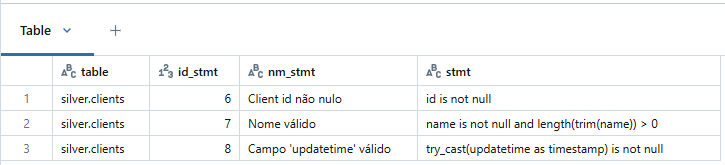 Table
table id_stmt nm_stmt stmt
1 silver.clients 6 Client id não nulo id is not null
2 silver.clients 7 Nome válido name is not null and length(trim(name)) > 0
3 silver.clients 8 Campo 'updatetime' válido try_cast(updatetime as timestamp) is not null